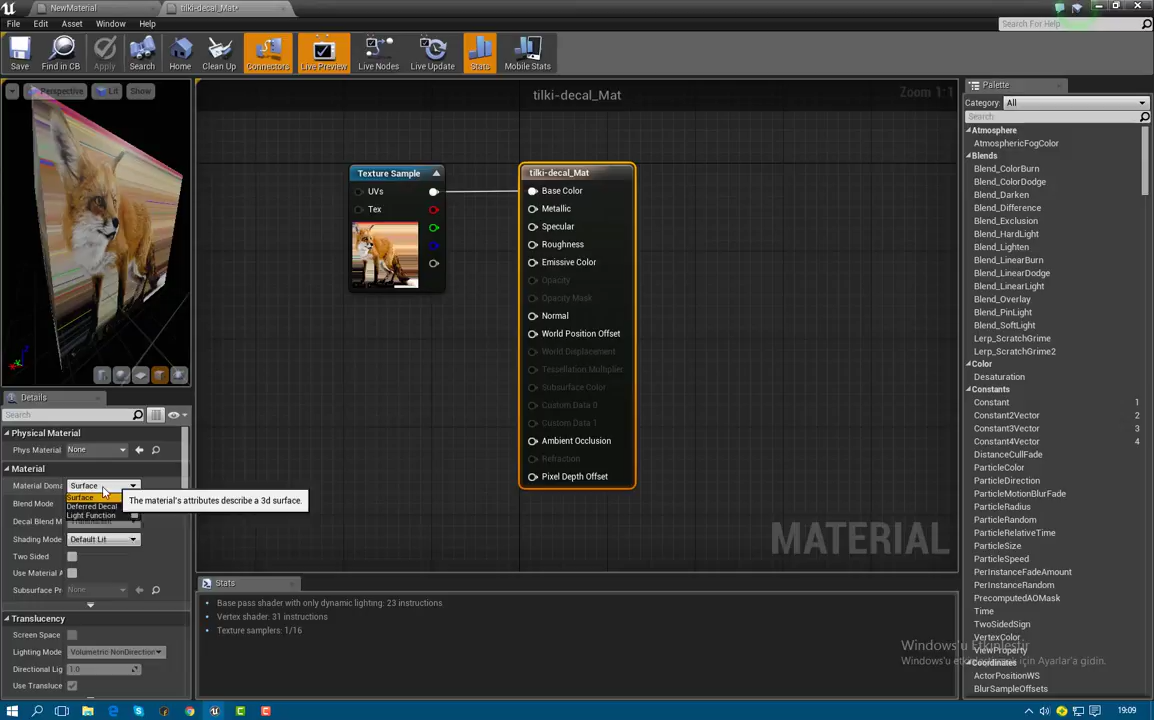 NewMaterial
tilki-decal_Mat*
File Edit Asset Window Help
Search For Help
Save
Find in CB
Apply
Search
Home
Clean Up
Connectors
Live Preview
Live Nodes
Live Update
Stats
Mobile Stats
Perspective
Lit
Show
tilki-decal_Mat
Zoom 1:1
Texture Sample
UVs
Tex
tilki-decal_Mat
Base Color
Metallic
Specular
Roughness
Emissive Color
Opacity
Opacity Mask
Normal
World Position Offset
World Displacement
Tessellation Multiplier
Subsurface Color
Custom Data 0
Custom Data 1
Ambient Occlusion
Refraction
Pixel Depth Offset
MATERIAL
Details
Search
Physical Material
Phys Material None
Material
Material Doma Surface
Surface
Deferred Decal
Light Function
The material's attributes describe a 3d surface.
Blend Mode
Decal Blend M Translucent
Shading Mode Default Lit
Two Sided
Use Material A
Subsurface Pr None
Translucency
Screen Space
Lighting Mode Volumetric NonDirection
Directional Lig 1.0
Use Transluce
Stats
Base pass shader with only dynamic lighting: 23 instructions
Vertex shader: 31 instructions
Texture samplers: 1/16
Palette
Category: All
Search
Atmosphere
AtmosphericFogColor
Blends
Blend_ColorBurn
Blend_ColorDodge
Blend_Darken
Blend_Difference
Blend_Exclusion
Blend_HardLight
Blend_Lighten
Blend_LinearBurn
Blend_LinearDodge
Blend_LinearLight
Blend_Overlay
Blend_PinLight
Blend_SoftLight
Lerp_ScratchGrime
Lerp_ScratchGrime2
Color
Desaturation
Constants
Constant 1
Constant2Vector 2
Constant3Vector 3
Constant4Vector 4
DistanceCullFade
ParticleColor
ParticleDirection
ParticleMotionBlurFade
ParticleRadius
ParticleRandom
ParticleRelativeTime
ParticleSize
ParticleSpeed
PerInstanceFadeAmount
PerInstanceRandom
PrecomputedAOMask
Time
TwoSidedSign
VertexColor
ViewProperty
Coordinates
ActorPositionWS
BlurSampleOffsets
Windows'u Etkinleştir
Windows'u etkinleştirmek için Ayarlar'a gidin.
19:09